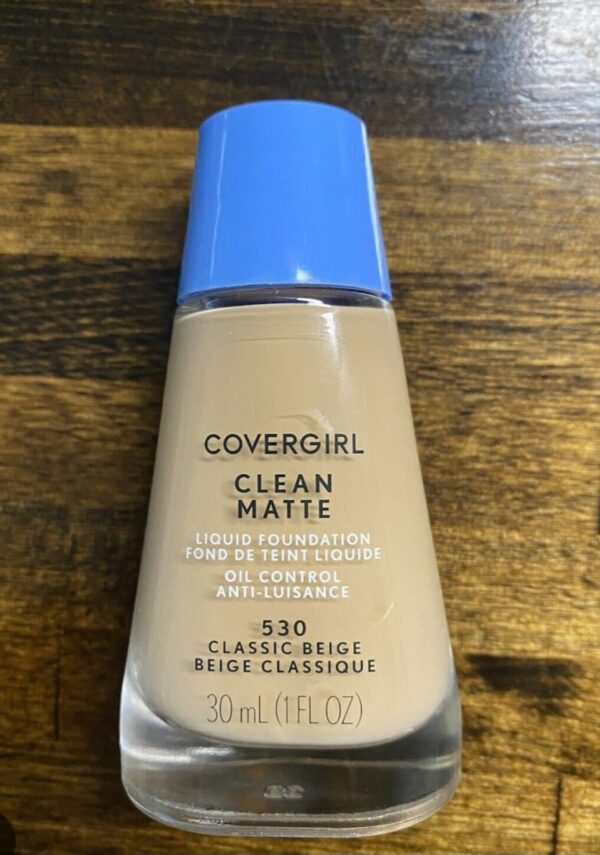 COVERGIRL
CLEAN
MATTE
LIQUID FOUNDATION
FOND DE TEINT LIQUIDE
OIL CONTROL
ANTI-LUISANCE
530
CLASSIC BEIGE
BEIGE CLASSIQUE
30 mL (1 FL OZ)